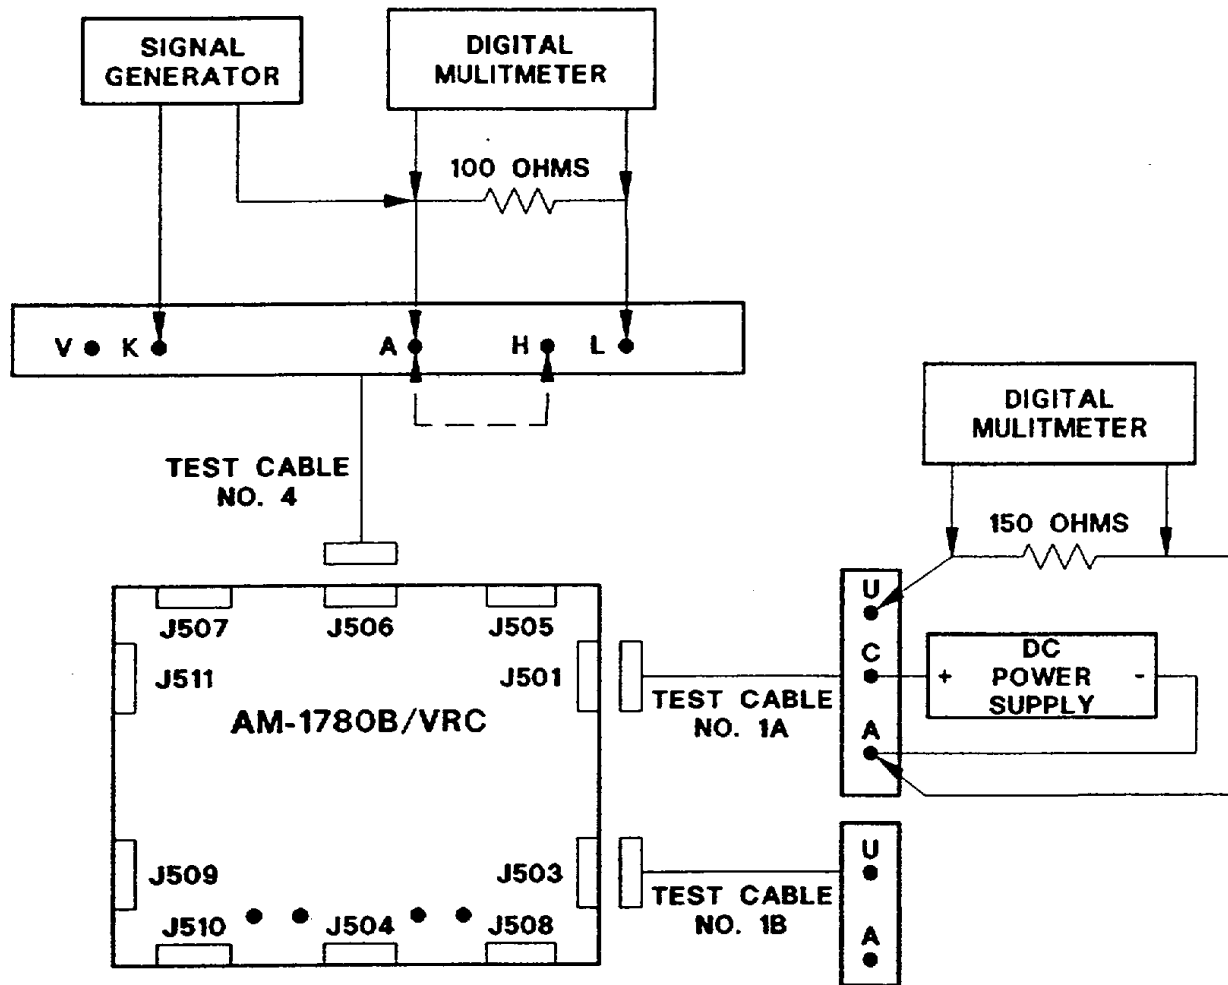 SIGNAL
GENERATOR
DIGITAL
MULITMETER
100 OHMS
V K A H L
TEST CABLE
NO. 4
DIGITAL
MULITMETER
150 OHMS
J507 J506 J505
J511 J501
AM-1780B/VRC
TEST CABLE
NO. 1A
U
C
A
+ DC
POWER
SUPPLY -
J509 J503
J510 J504 J508
TEST CABLE
NO. 1B
U
A